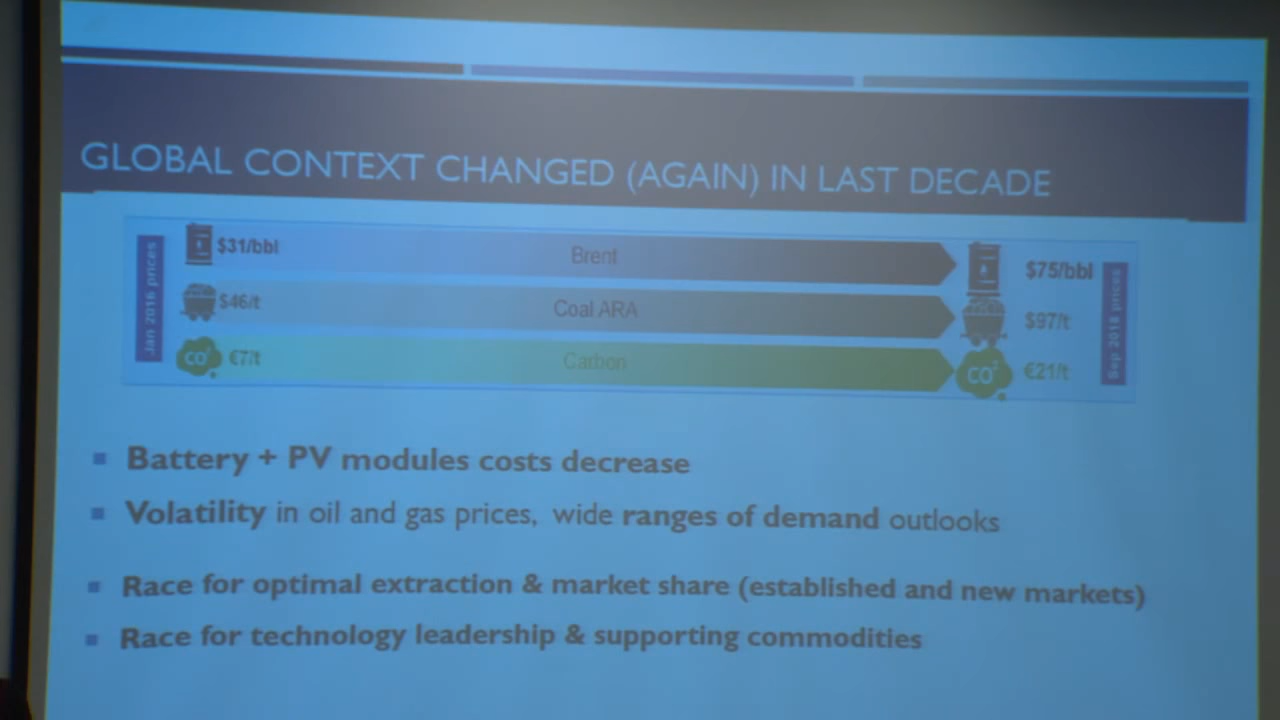 GLOBAL CONTEXT CHANGED (AGAIN) IN LAST DECADE
Jan 2016 prices
$31/bbl Brent $75/bbl
$46/t Coal ARA $97/t
CO² €7/t Carbon CO² €21/t
Sep 2018 prices
Battery + PV modules costs decrease
Volatility in oil and gas prices, wide ranges of demand outlooks
Race for optimal extraction & market share (established and new markets)
Race for technology leadership & supporting commodities